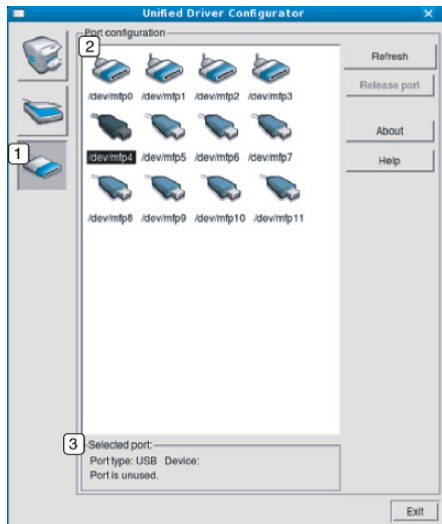 Unified Driver Configurator
2
Port configuration
Refresh
/dev/mfp0 /dev/mfp1 /dev/mfp2 /dev/mfp3
Release port
About
1
/dev/mfp4 /dev/mfp5 /dev/mfp6 /dev/mfp7
Help
/dev/mfp8 /dev/mfp9 /dev/mfp10 /dev/mfp11
3
Selected port:
Port type: USB Device:
Port is unused.
Exit